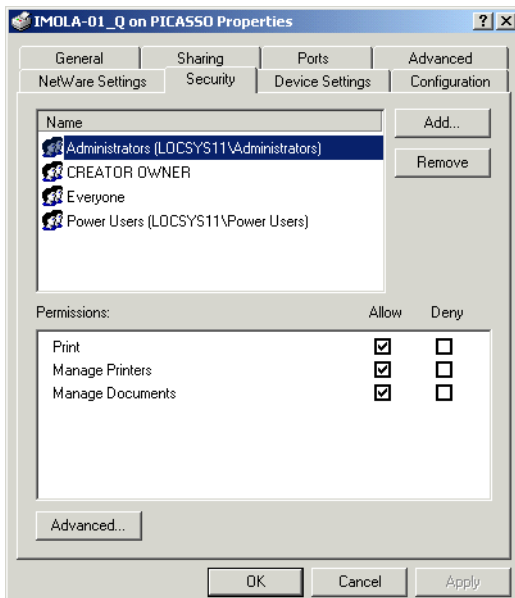 IMOLA-01_Q on PICASSO Properties
General Sharing Ports Advanced
NetWare Settings Security Device Settings Configuration
Name
Add...
Administrators (LOCSYS11\Administrators)
CREATOR OWNER
Remove
Everyone
Power Users (LOCSYS11\Power Users)
Permissions: Allow Deny
Print
Manage Printers
Manage Documents
Advanced...
OK Cancel Apply